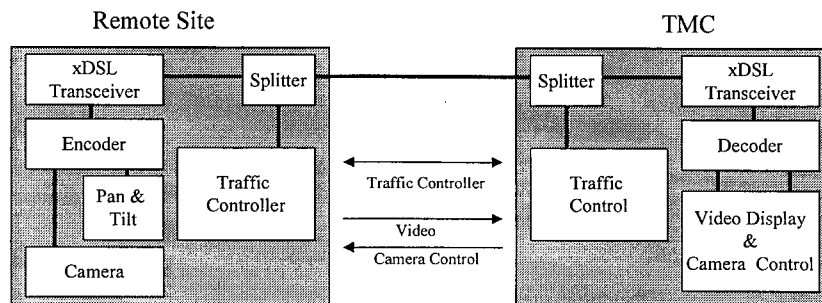 Remote Site
TMC
xDSL
Transceiver
Splitter
Splitter
xDSL
Transceiver
Encoder
Decoder
Pan &
Tilt
Traffic
Controller
Camera
Traffic Controller
Video
Camera Control
Traffic
Control
Video Display
&
Camera Control